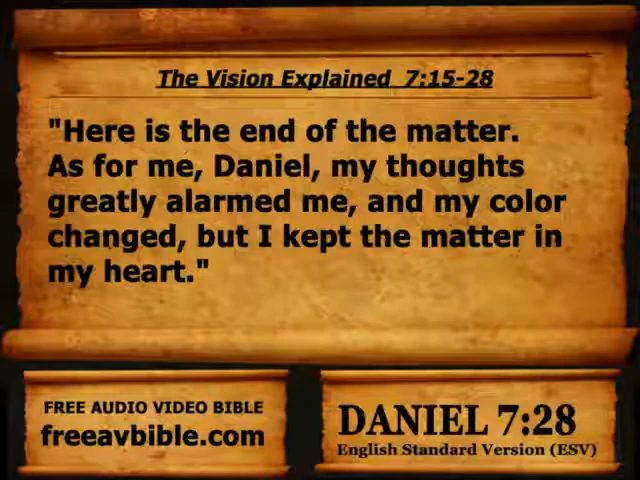 The Vision Explained 7:15-28
"Here is the end of the matter.
As for me, Daniel, my thoughts
greatly alarmed me, and my color
changed, but I kept the matter in
my heart."
FREE AUDIO VIDEO BIBLE
freeavbible.com
DANIEL 7:28
English Standard Version (ESV)